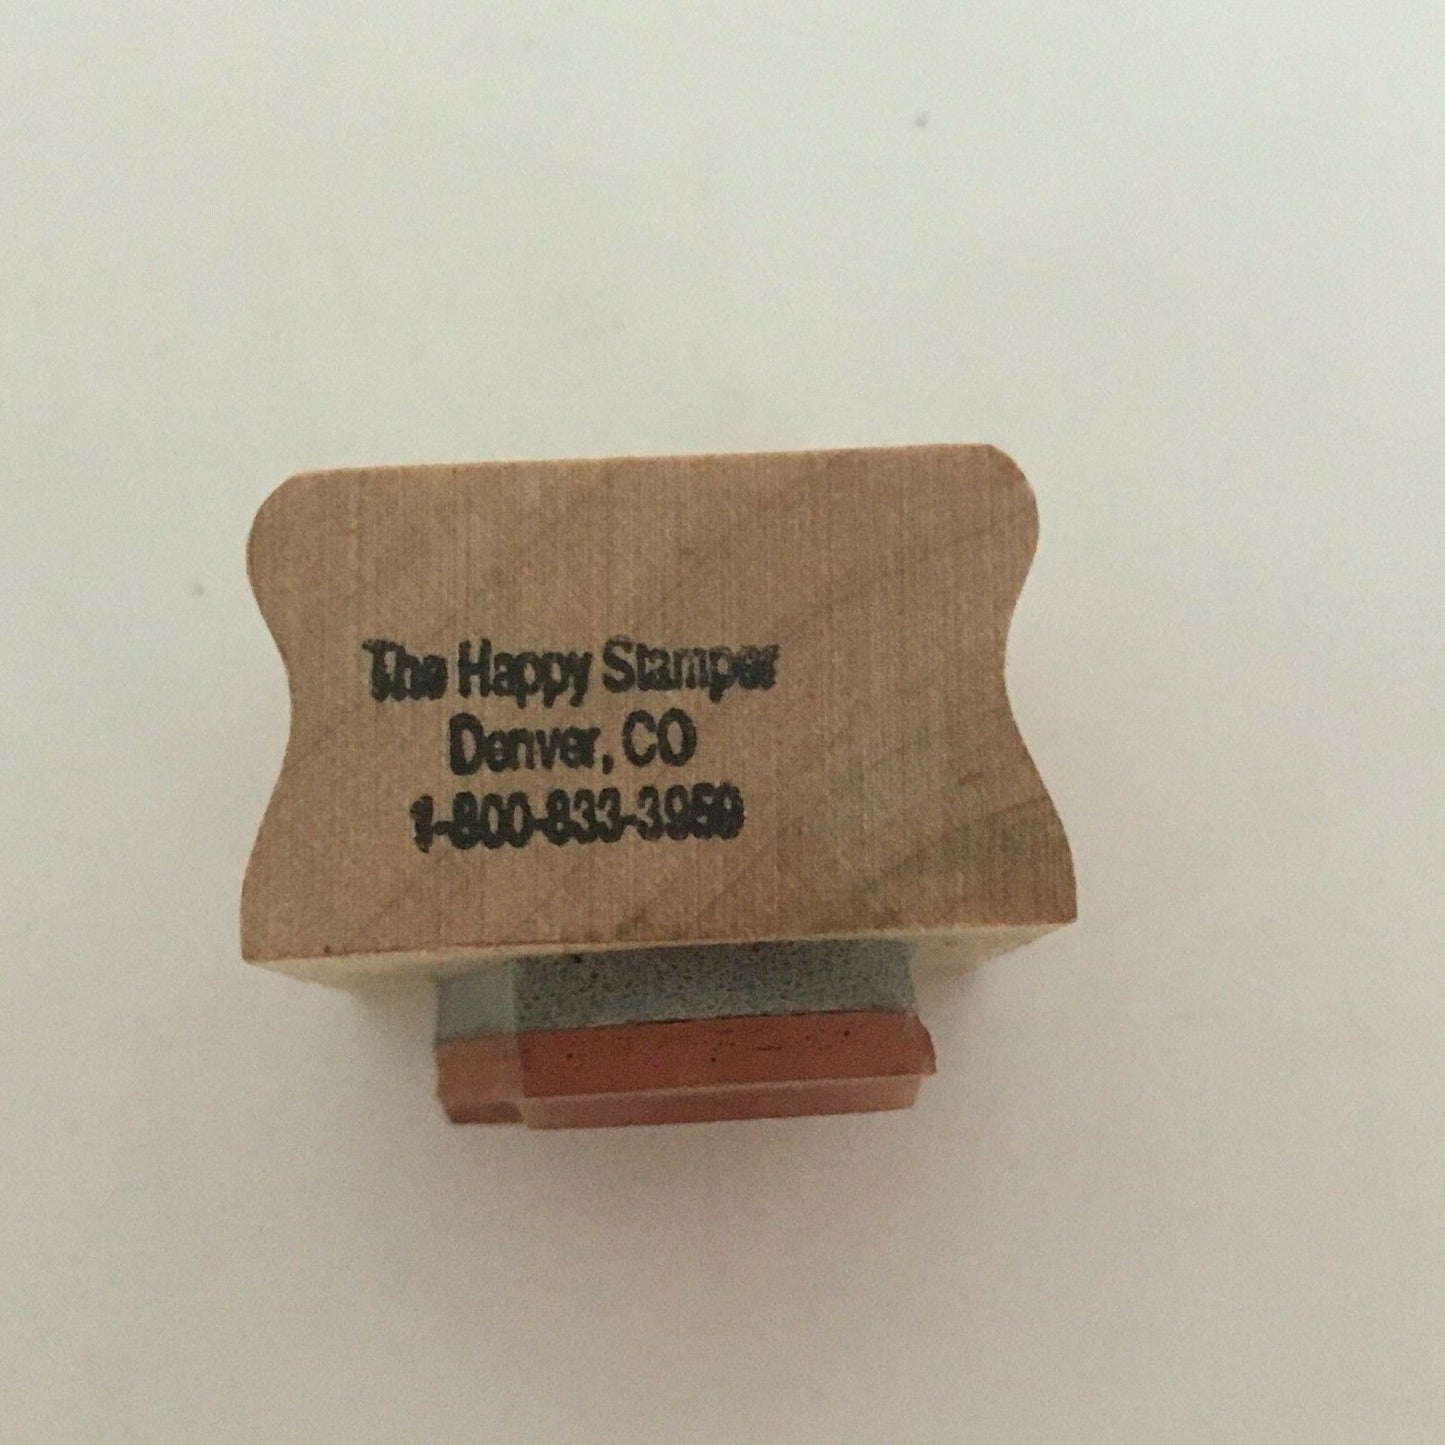 The Happy Stamper
Denver, CO
1-800-833-3959